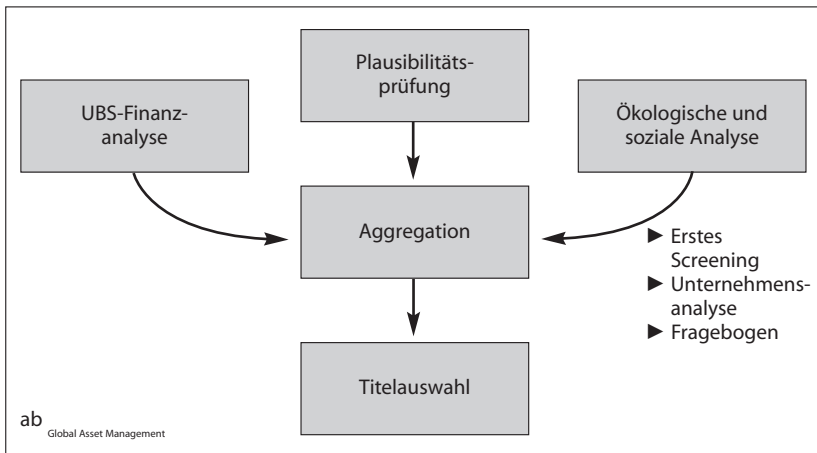 Plausibilitäts-
prüfung
UBS-Finanz-
analyse
Ökologische und
soziale Analyse
Aggregation
► Erstes
Screening
► Unternehmens-
analyse
► Fragebogen
Titelauswahl
ab
Global Asset Management